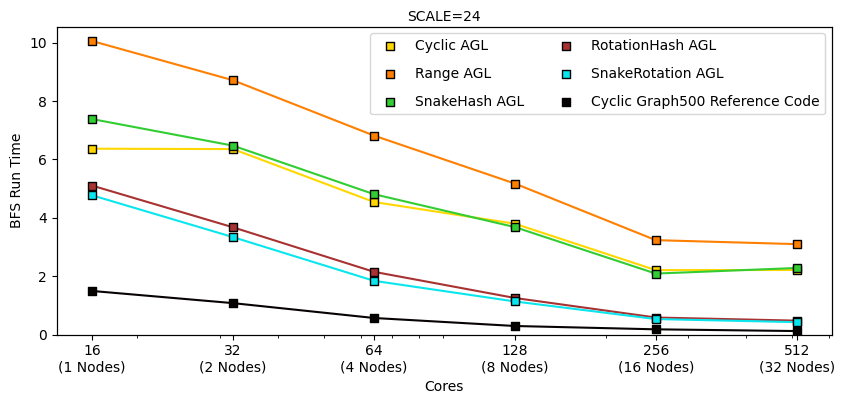 SCALE=24
Cyclic AGL
Range AGL
SnakeHash AGL
RotationHash AGL
SnakeRotation AGL
Cyclic Graph500 Reference Code
BFS Run Time
10
8
6
4
2
0
16 32 64 128 256 512
(1 Nodes) (2 Nodes) (4 Nodes) (8 Nodes) (16 Nodes) (32 Nodes)
Cores